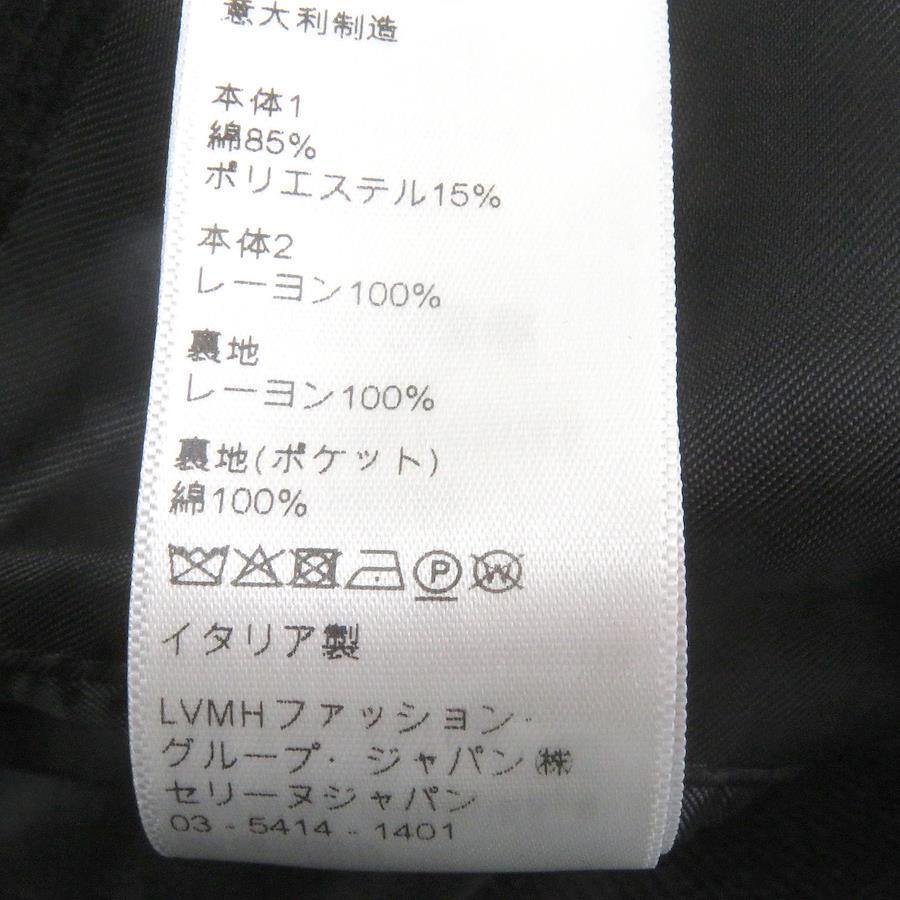 意大利制造
本体1
綿85%
ポリエステル15%
本体2
レーヨン100%
裏地
レーヨン100%
裏地(ポケット)
綿100%
P W
イタリア製
LVMHファッション・
グループ・ジャパン㈱
セリーヌジャパン
03-5414-1401